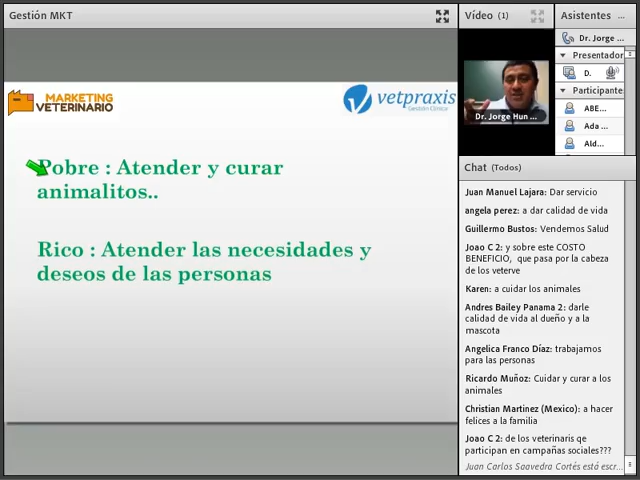 Gestión MKT
MARKETING
VETERINARIO
vetpraxis
Gestión Clínica
Pobre : Atender y curar
animalitos..
Rico : Atender las necesidades y
deseos de las personas
Vídeo (1)
Dr. Jorge Hun ...
Asistentes
Dr. Jorge ...
Presentador
D.
Participante
ABE...
Ada ...
Ald...
Chat (Todos)
Juan Manuel Lajara: Dar servicio
angela perez: a dar calidad de vida
Guillermo Bustos: Vendemos Salud
Joao C 2: y sobre este COSTO
BENEFICIO, que pasa por la cabeza
de los veterve
Karen: a cuidar los animales
Andres Bailey Panama 2: darle
calidad de vida al dueño y a la
mascota
Angelica Franco Díaz: trabajamos
para las personas
Ricardo Muñoz: Cuidar y curar a los
animales
Christian Martinez (Mexico): a hacer
felices a la familia
Joao C 2: de los veterinaris qe
participan en campañas sociales???
Juan Carlos Saavedra Cortés está escr...